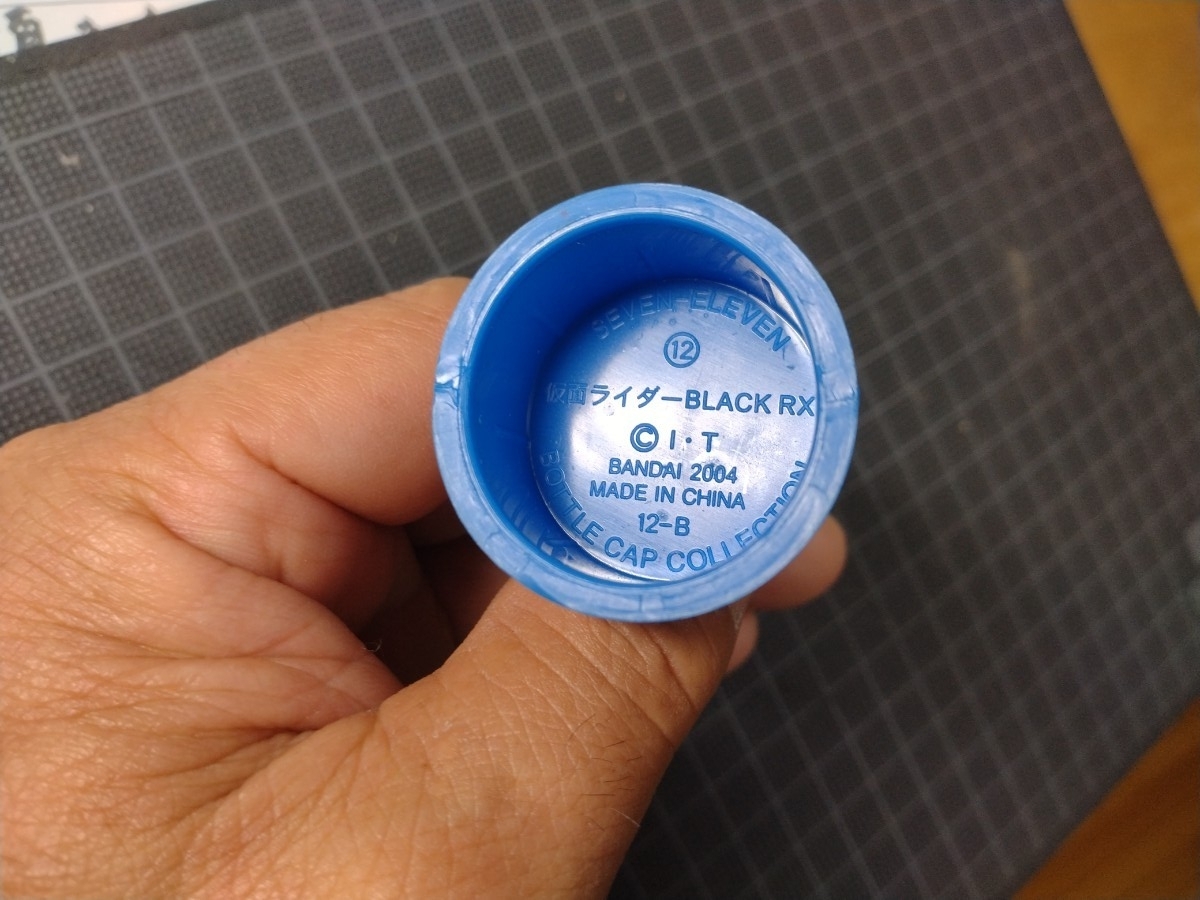 SEVEN-ELEVEN
⑫
仮面ライダーBLACK RX
© I・T
BANDAI 2004
MADE IN CHINA
12-B
BOTTLE CAP COLLECTION